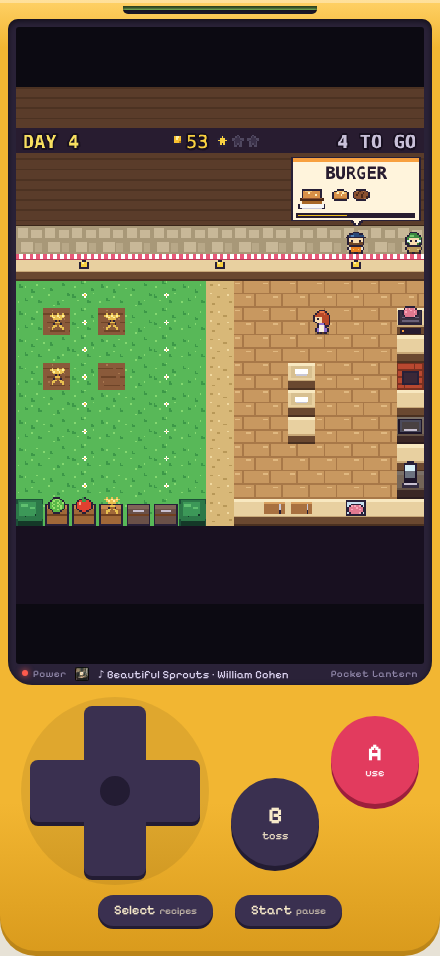 DAY 4
53
4 TO GO
BURGER
Power
♪ Beautiful Sprouts · William Cohen
Pocket Lantern
A
use
B
toss
Select recipes
Start pause